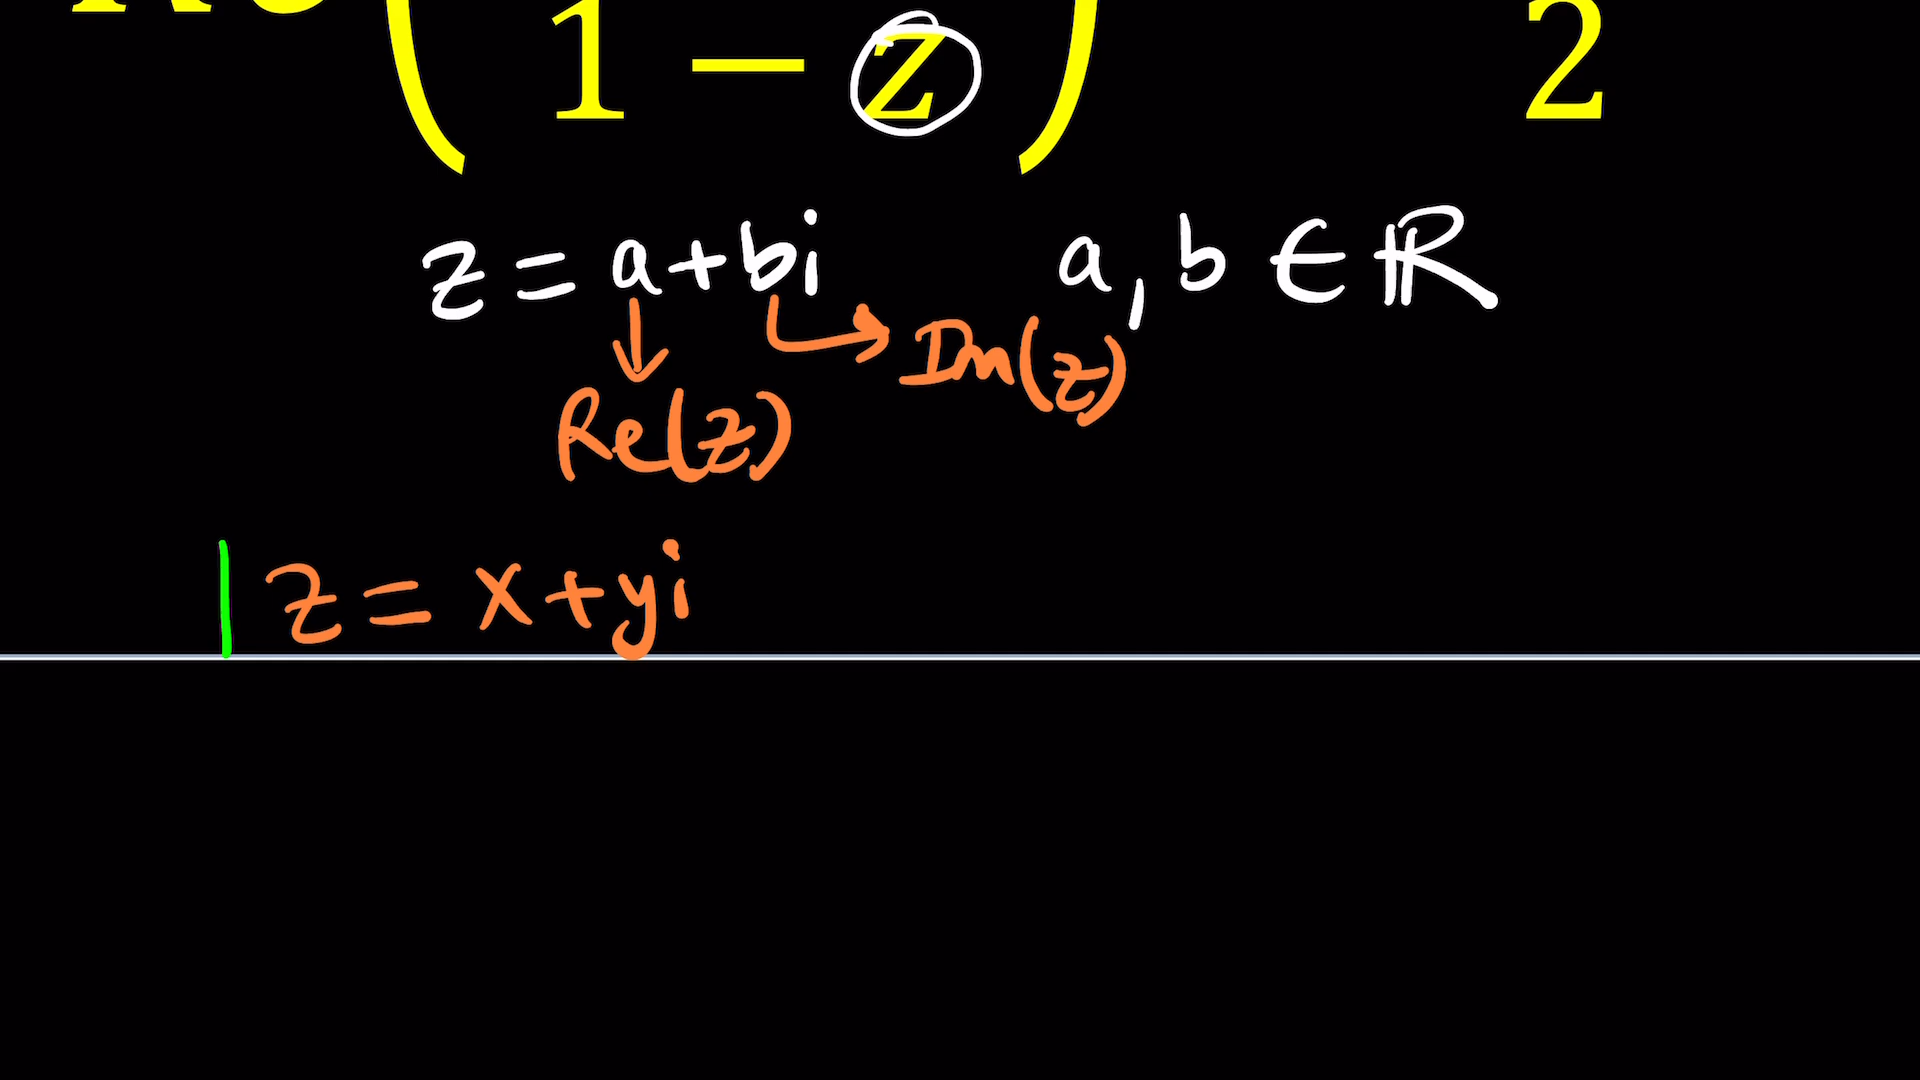 ( 1 − z ) 2
z = a + bi a, b ∈ ℝ
Im(z)
Re(z)
z = x + yi